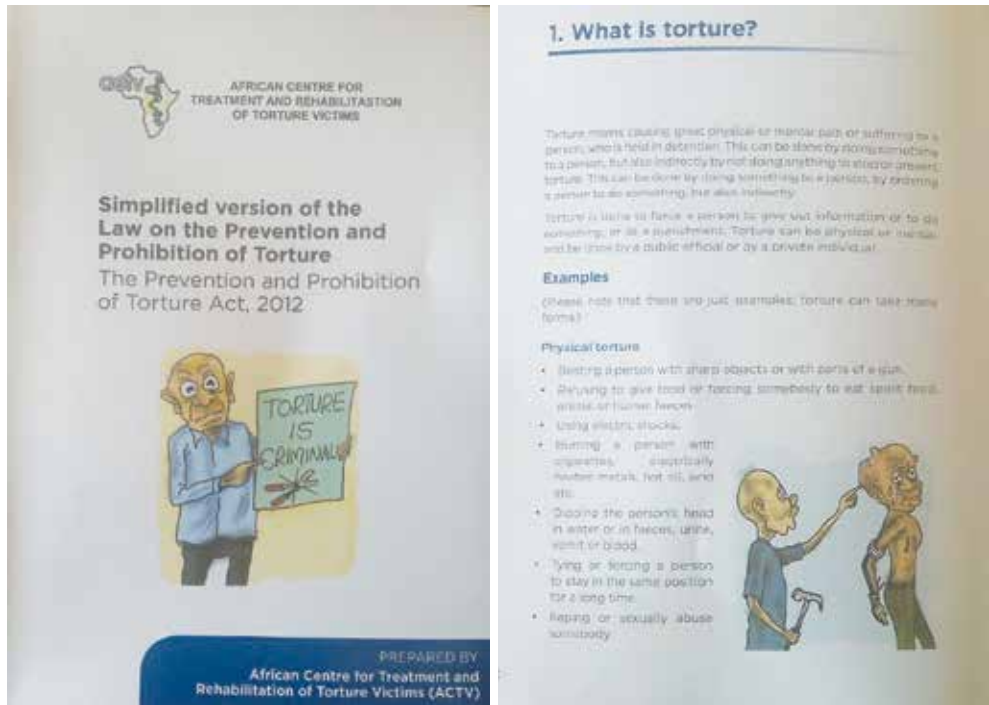 actv
AFRICAN CENTRE FOR
TREATMENT AND REHABILITASTION
OF TORTURE VICTIMS
Simplified version of the
Law on the Prevention and
Prohibition of Torture
The Prevention and Prohibition
of Torture Act, 2012
TORTURE
IS
CRIMINAL
PREPARED BY
African Centre for Treatment and
Rehabilitation of Torture Victims (ACTV)
1. What is torture?
Torture means causing great physical or mental pain or suffering to a
person, who is held in detention. This can be done by doing something
to a person, but also indirectly by not doing anything to stop or prevent
torture. This can be done by doing something to a person, by ordering
a person to do something, but also indirectly.
Torture is done to force a person to give out information or to do
something, or as a punishment. Torture can be physical or mental
and be done by a public official or by a private individual.
Examples
(Please note that these are just examples. Torture can take many
forms)
Physical torture
• Beating a person with sharp objects or with parts of a gun.
• Refusing to give food or forcing somebody to eat spoilt food,
urine or human faeces.
• Using electric shocks.
• Burning a person with
cigarettes, electrically
heated metals, hot oil, acid
etc.
• Dipping the person's head
in water or in faeces, urine,
vomit or blood.
• Tying or forcing a person
to stay in the same position
for a long time.
• Raping or sexually abuse
somebody